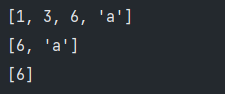 [1, 3, 6, 'a']
[6, 'a']
[6]